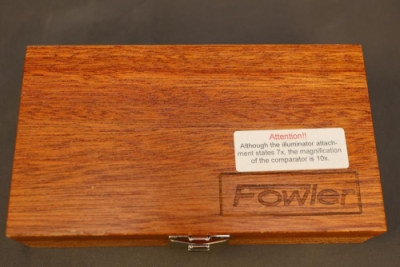 Attention!!
Although the illuminator attach-
ment states 7x, the magnification
of the comparator is 10x.
Fowler